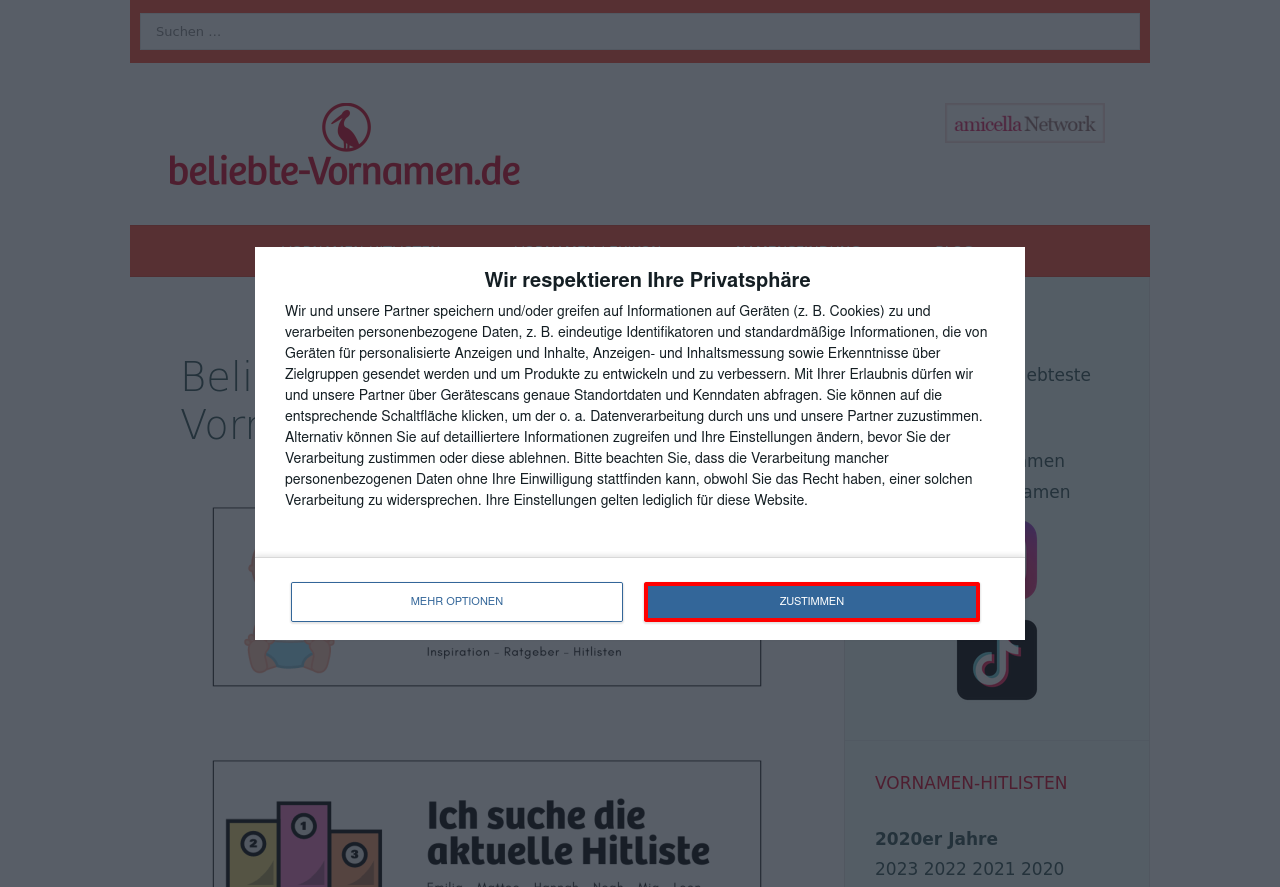 Suchen …
beliebte-Vornamen.de
amicella Network
Wir respektieren Ihre Privatsphäre
Wir und unsere Partner speichern und/oder greifen auf Informationen auf Geräten (z. B. Cookies) zu und
verarbeiten personenbezogene Daten, z. B. eindeutige Identifikatoren und standardmäßige Informationen, die von
Geräten für personalisierte Anzeigen und Inhalte, Anzeigen- und Inhaltsmessung sowie Erkenntnisse über
Zielgruppen gesendet werden und um Produkte zu entwickeln und zu verbessern. Mit Ihrer Erlaubnis dürfen wir
und unsere Partner über Gerätescans genaue Standortdaten und Kenndaten abfragen. Sie können auf die
entsprechende Schaltfläche klicken, um der o. a. Datenverarbeitung durch uns und unsere Partner zuzustimmen.
Alternativ können Sie auf detailliertere Informationen zugreifen und Ihre Einstellungen ändern, bevor Sie der
Verarbeitung zustimmen oder diese ablehnen. Bitte beachten Sie, dass die Verarbeitung mancher
personenbezogenen Daten ohne Ihre Einwilligung stattfinden kann, obwohl Sie das Recht haben, einer solchen
Verarbeitung zu widersprechen. Ihre Einstellungen gelten lediglich für diese Website.
MEHR OPTIONEN
ZUSTIMMEN
Beli
Vorn
ebteste
men
amen
Inspiration - Ratgeber - Hitlisten
2 1 3
Ich suche die
aktuelle Hitliste
VORNAMEN-HITLISTEN
2020er Jahre
2023 2022 2021 2020